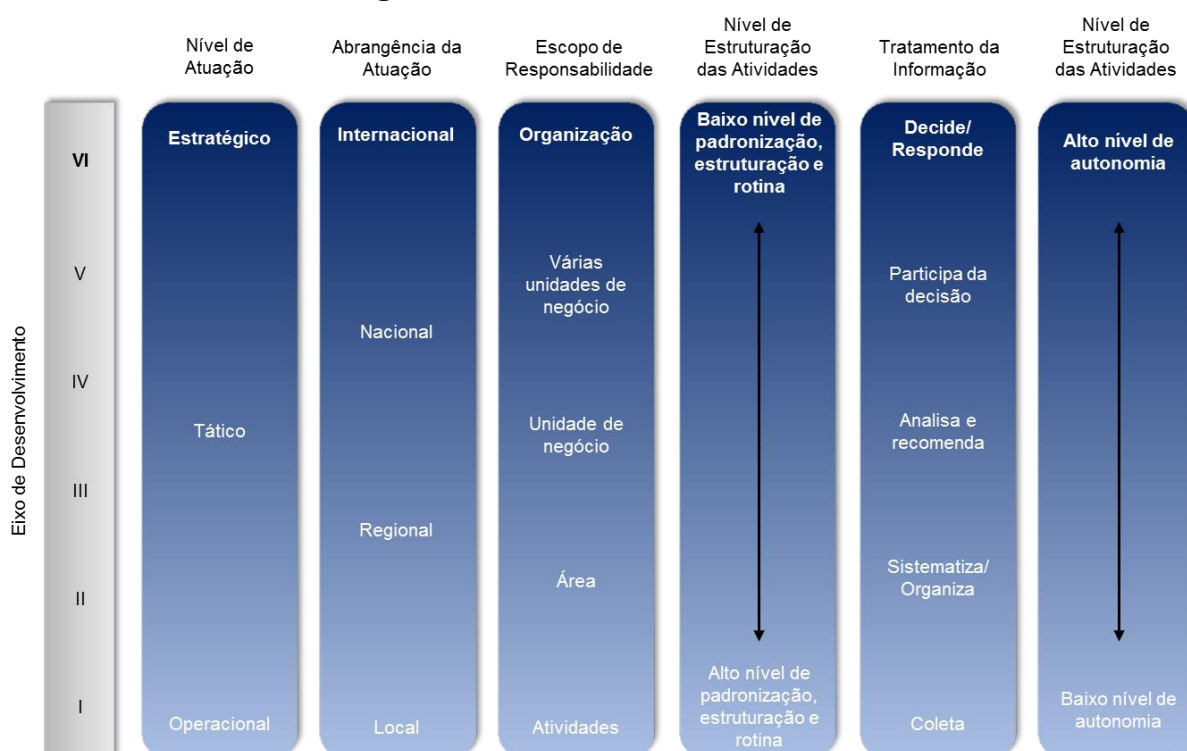 Nível de
Atuação
Abrangência da
Atuação
Escopo de
Responsabilidade
Nível de
Estruturação
das Atividades
Tratamento da
Informação
Nível de
Estruturação
das Atividades
Eixo de Desenvolvimento
VI
V
IV
III
II
I
Estratégico
Tático
Operacional
Internacional
Nacional
Regional
Local
Organização
Várias
unidades de
negócio
Unidade de
negócio
Área
Atividades
Baixo nível de
padronização,
estruturação e
rotina
Alto nível de
padronização,
estruturação e
rotina
Decide/
Responde
Participa da
decisão
Analisa e
recomenda
Sistematiza/
Organiza
Coleta
Alto nível de
autonomia
Baixo nível de
autonomia